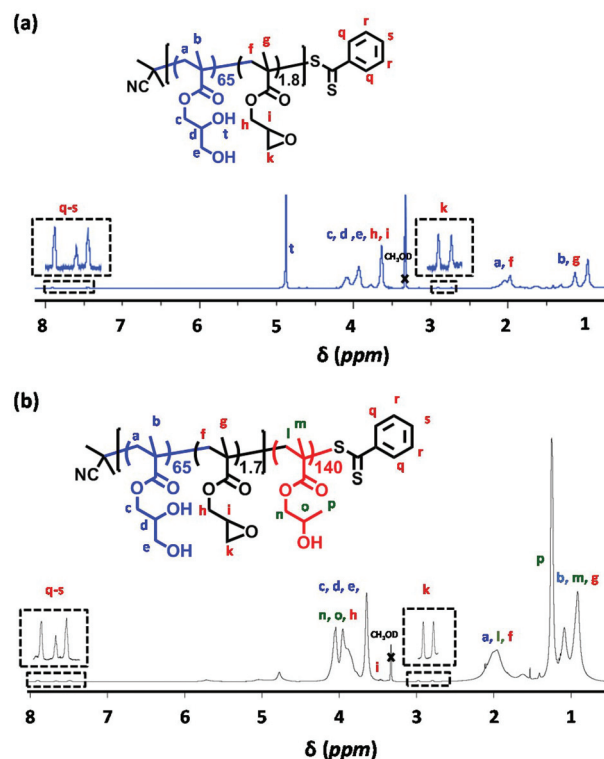 (a)
a b f g
NC 65 1.8 S S
q r s r q
O O O O
c OH t h i
d
e OH O k
q-s k
t c, d ,e, h, i CH₃OD a, f b, g
8 7 6 5 4 3 2 1
δ (ppm)
(b)
a b f g l m
NC 65 1.7 140 S S
q r s r q
O O O O O O
c OH h i n o p
d
e OH O k OH
q-s k p
c, d, e,
n, o, h CH₃OD b, m, g
i a, l, f
8 7 6 5 4 3 2 1
δ (ppm)